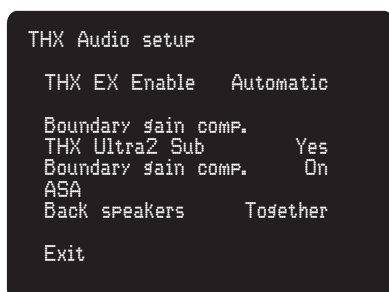 THX Audio setup
THX EX Enable Automatic
Boundary gain comp.
THX Ultra2 Sub Yes
Boundary gain comp. On
ASA
Back speakers Together
Exit